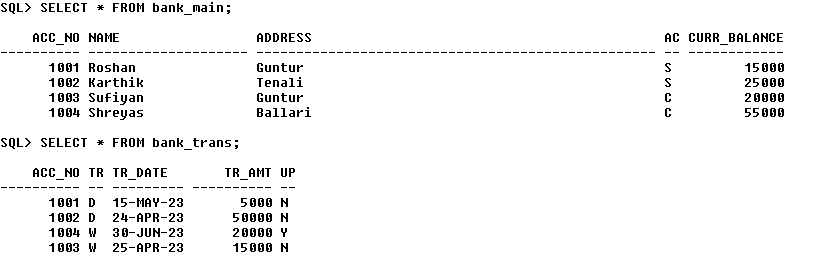 SQL> SELECT * FROM bank_main;
ACC_NO NAME ADDRESS AC CURR_BALANCE
---------- -------------------- -------------------------------------------------- -- ------------
1001 Roshan Guntur S 15000
1002 Karthik Tenali S 25000
1003 Sufiyan Guntur C 20000
1004 Shreyas Ballari C 55000
SQL> SELECT * FROM bank_trans;
ACC_NO TR TR_DATE TR_AMT UP
---------- -- --------- ---------- --
1001 D 15-MAY-23 5000 N
1002 D 24-APR-23 50000 N
1004 W 30-JUN-23 20000 Y
1003 W 25-APR-23 15000 N